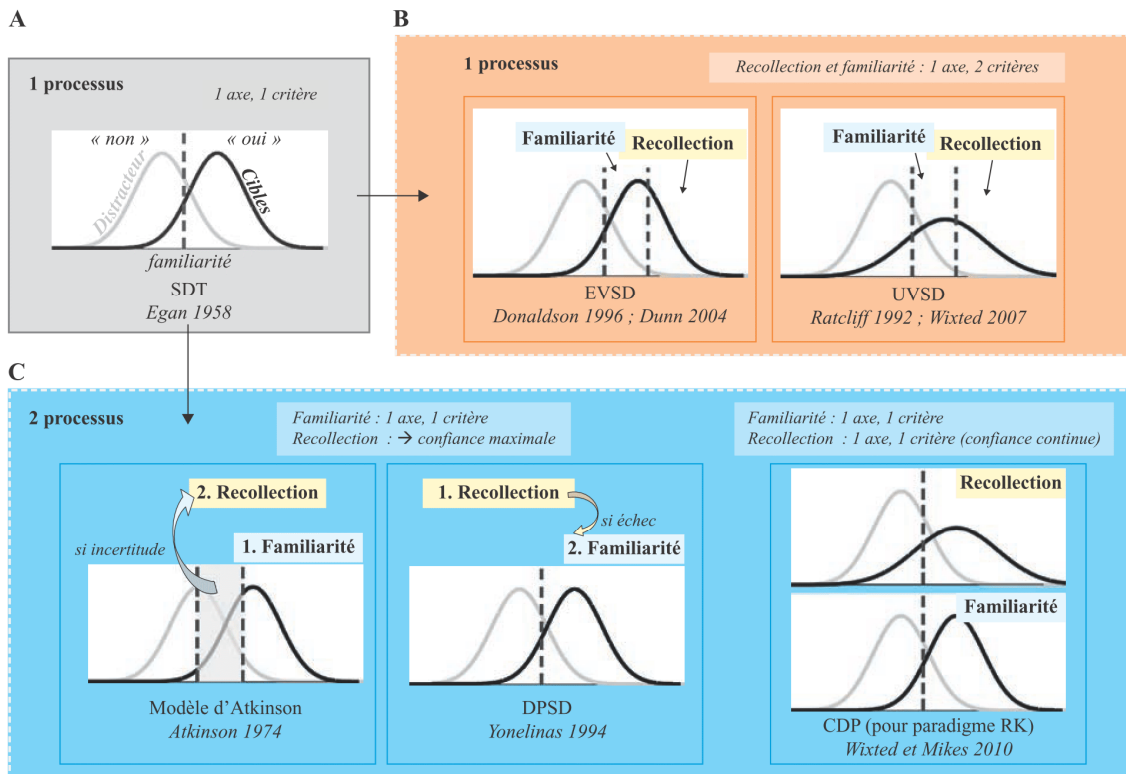 A
1 processus
1 axe, 1 critère
« non »
« oui »
Distracteur
Cibles
familiarité
SDT
Egan 1958
B
1 processus
Recollection et familiarité : 1 axe, 2 critères
Familiarité
Recollection
EVSD
Donaldson 1996 ; Dunn 2004
Familiarité
Recollection
UVSD
Ratcliff 1992 ; Wixted 2007
C
2 processus
Familiarité : 1 axe, 1 critère
Recollection : → confiance maximale
2. Recollection
si incertitude
1. Familiarité
Modèle d’Atkinson
Atkinson 1974
1. Recollection
si échec
2. Familiarité
DPSD
Yonelinas 1994
Familiarité : 1 axe, 1 critère
Recollection : 1 axe, 1 critère (confiance continue)
Recollection
Familiarité
CDP (pour paradigme RK)
Wixted et Mikes 2010